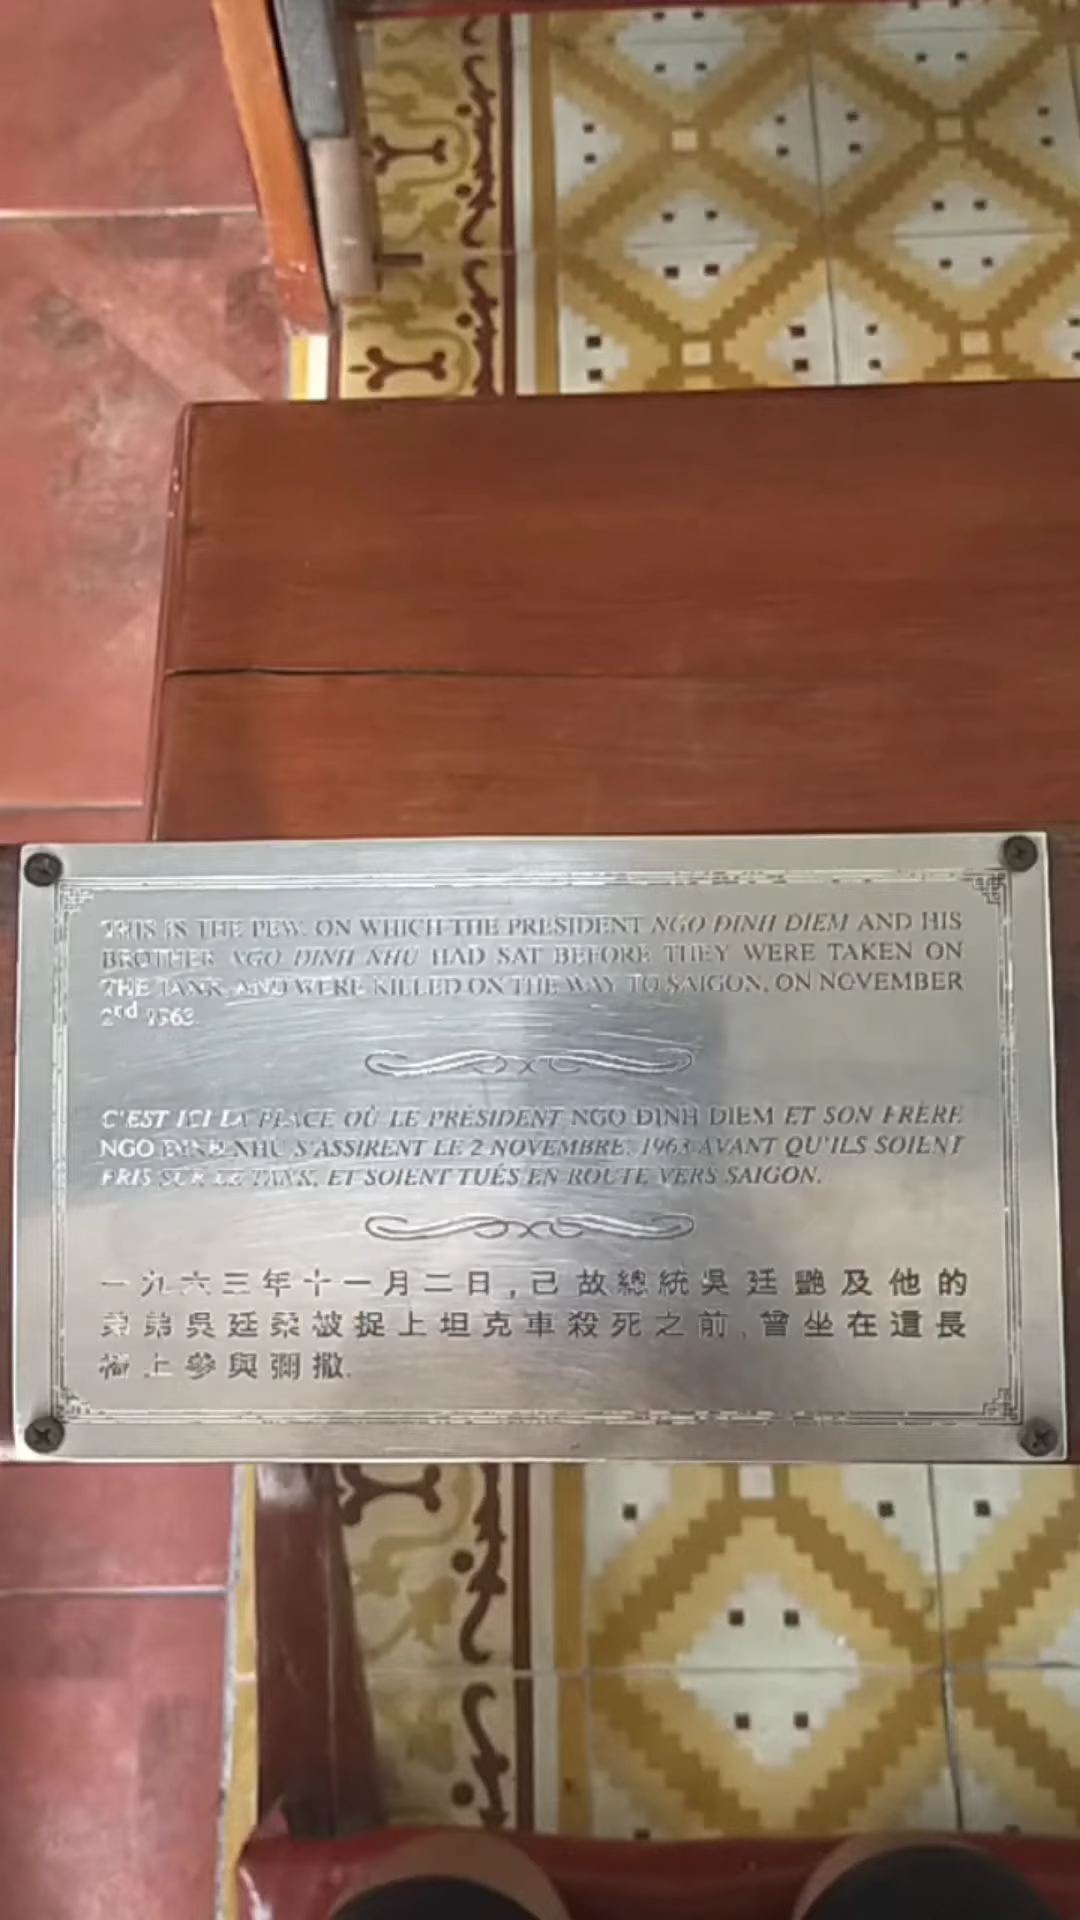 THIS IS THE PEW ON WHICH THE PRESIDENT NGO ĐINH DIEM AND HIS
BROTHER NGO DINH NHU HAD SAT BEFORE THEY WERE TAKEN ON
THE TANK, AND WERE KILLED ON THE WAY TO SAIGON, ON NOVEMBER
2nd 1963.
C'EST ICI LA PLACE OÙ LE PRÉSIDENT NGO ĐINH DIEM ET SON FRÈRE
NGO ĐINH NHU S'ASSIRENT LE 2 NOVEMBRE, 1963 AVANT QU'ILS SOIENT
PRIS SUR LE TANK, ET SOIENT TUÉS EN ROUTE VERS SAIGON.
一九六三年十一月二日,己故總統吳廷艷及他的
弟弟吳廷柔被捉上坦克車殺死之前,曾坐在這長
櫈上參與彌撒.